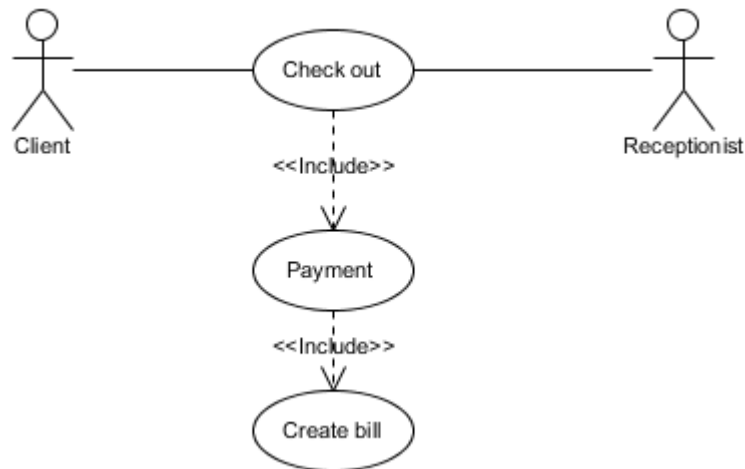 Check out
Client
Receptionist
<<Include>>
Payment
<<Include>>
Create bill